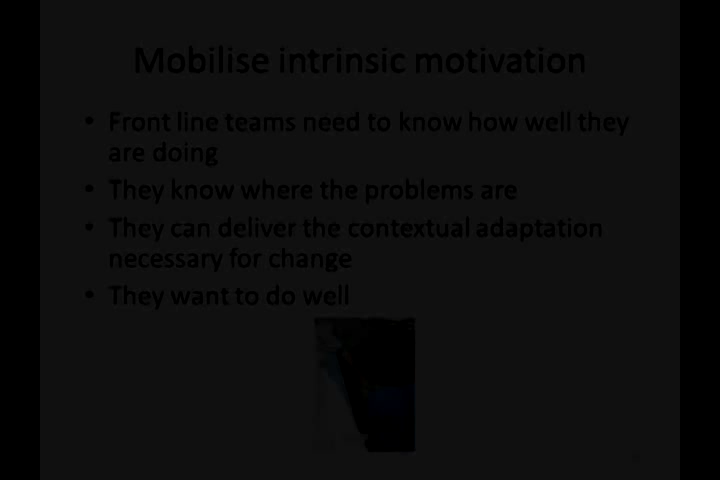 Mobilise intrinsic motivation
• Front line teams need to know how well they
are doing
• They know where the problems are
• They can deliver the contextual adaptation
necessary for change
• They want to do well